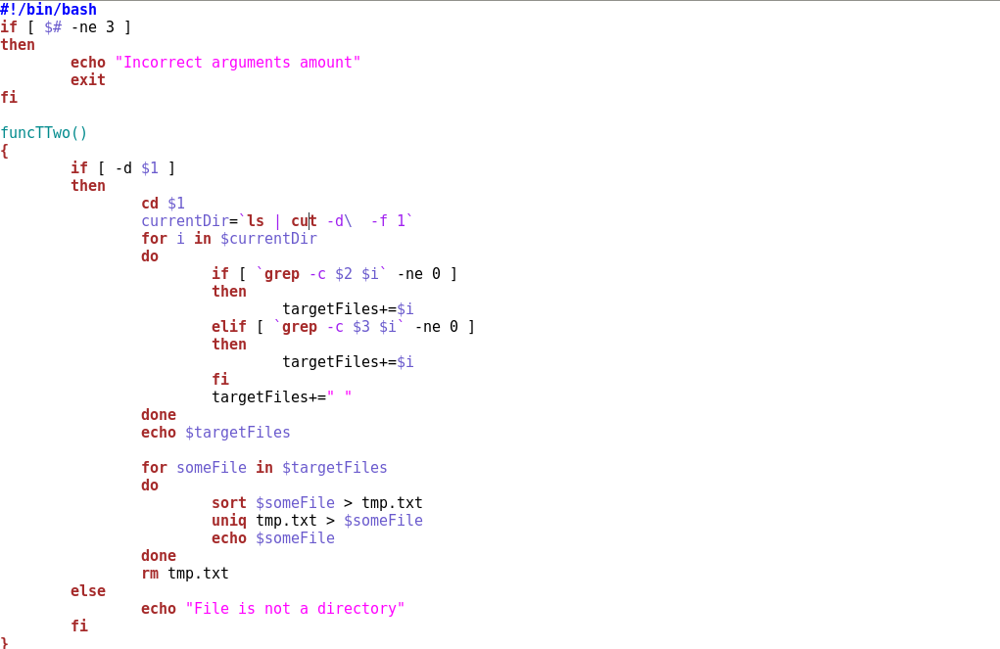 #!/bin/bash
if [ $# -ne 3 ]
then
        echo "Incorrect arguments amount"
        exit
fi

funcTTwo()
{
        if [ -d $1 ]
        then
                cd $1
                currentDir=`ls | cut -d\  -f 1`
                for i in $currentDir
                do
                        if [ `grep -c $2 $i` -ne 0 ]
                        then
                                targetFiles+=$i
                        elif [ `grep -c $3 $i` -ne 0 ]
                        then
                                targetFiles+=$i
                        fi
                        targetFiles+=" "
                done
                echo $targetFiles

                for someFile in $targetFiles
                do
                        sort $someFile > tmp.txt
                        uniq tmp.txt > $someFile
                        echo $someFile
                done
                rm tmp.txt
        else
                echo "File is not a directory"
        fi
}